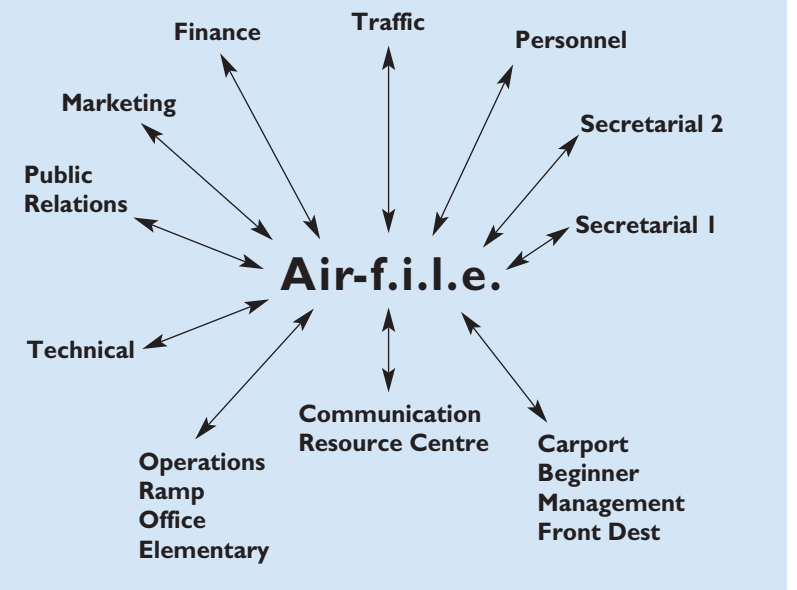 Traffic
Finance
Personnel
Marketing
Secretarial 2
Public
Relations
Secretarial 1
Air-f.i.l.e.
Technical
Communication
Resource Centre
Operations
Ramp
Office
Elementary
Carport
Beginner
Management
Front Dest